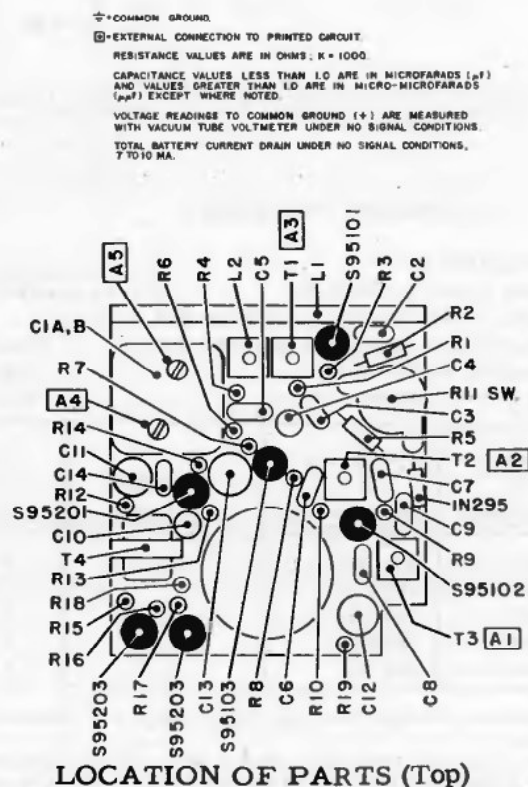 ⏚ = COMMON GROUND.
⊡ = EXTERNAL CONNECTION TO PRINTED CIRCUIT.
RESISTANCE VALUES ARE IN OHMS; K = 1000.
CAPACITANCE VALUES LESS THAN 1.0 ARE IN MICROFARADS (μF)
AND VALUES GREATER THAN 1.0 ARE IN MICRO-MICROFARADS
(μμF) EXCEPT WHERE NOTED.
VOLTAGE READINGS TO COMMON GROUND (+) ARE MEASURED
WITH VACUUM TUBE VOLTMETER UNDER NO SIGNAL CONDITIONS.
TOTAL BATTERY CURRENT DRAIN UNDER NO SIGNAL CONDITIONS,
7 TO 10 MA.
A5
R6
R4
L2
C5
T1
A3
L1
S95101
R3
C2
C1A,B
R7
A4
R14
C11
C14
R12
S95201
C10
T4
R13
R18
R15
R16
R2
R1
C4
R11 SW.
C3
R5
T2 A2
C7
1N295
C9
R9
S95102
T3 A1
S95203
R17
S95203
C13
S95103
R8
C6
R10
R19
C12
C8
LOCATION OF PARTS (Top)